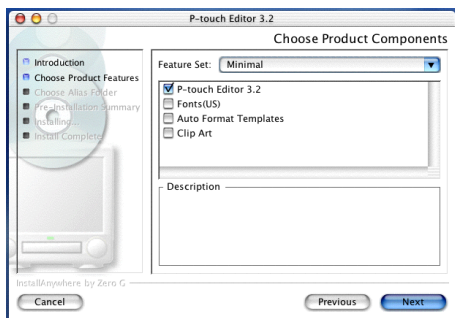 P-touch Editor 3.2
Choose Product Components
Introduction
Choose Product Features
Choose Alias Folder
Pre-Installation Summary
Installing...
Install Complete
Feature Set: Minimal
P-touch Editor 3.2
Fonts(US)
Auto Format Templates
Clip Art
Description
InstallAnywhere by Zero G
Cancel
Previous
Next